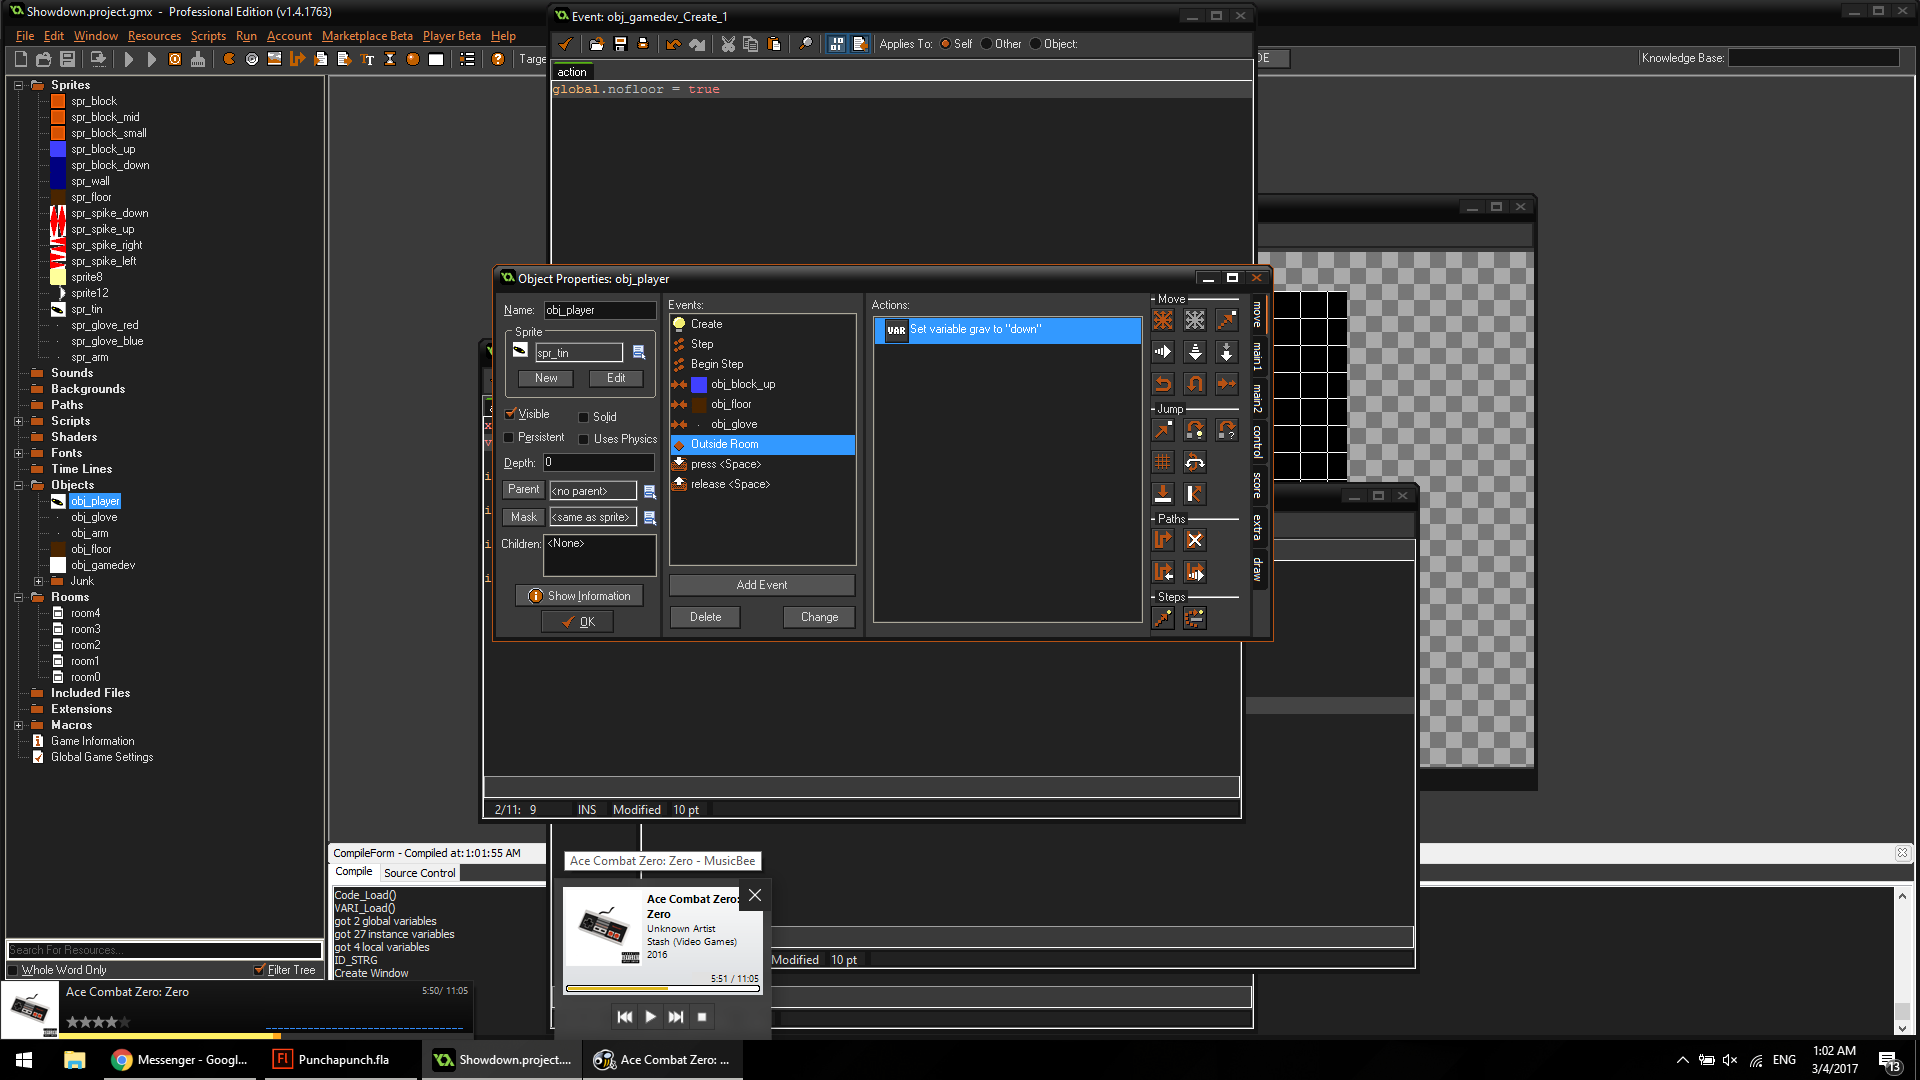 Showdown.project.gmx  -  Professional Edition (v1.4.1763)
File Edit Window Resources Scripts Run Account Marketplace Beta Player Beta Help
Targe
Knowledge Base:
Sprites
spr_block
spr_block_mid
spr_block_small
spr_block_up
spr_block_down
spr_wall
spr_floor
spr_spike_down
spr_spike_up
spr_spike_right
spr_spike_left
sprite8
sprite12
spr_tin
spr_glove_red
spr_glove_blue
spr_arm
Sounds
Backgrounds
Paths
Scripts
Shaders
Fonts
Time Lines
Objects
obj_player
obj_glove
obj_arm
obj_floor
obj_gamedev
Junk
Rooms
room4
room3
room2
room1
room0
Included Files
Extensions
Macros
Game Information
Global Game Settings
Search For Resources...
Whole Word Only
Filter Tree
Event: obj_gamedev_Create_1
Applies To: Self Other Object:
DE
action
global.nofloor = true
Object Properties: obj_player
Name: obj_player
Sprite
spr_tin
New Edit
Visible Solid
Persistent Uses Physics
Depth: 0
Parent <no parent>
Mask <same as sprite>
Children: <None>
Show Information
OK
Events:
Create
Step
Begin Step
obj_block_up
obj_floor
obj_glove
Outside Room
press <Space>
release <Space>
Add Event
Delete Change
Actions:
VAR Set variable grav to "down"
Move
Jump
Paths
Steps
move
main1
main2
control
score
extra
draw
2/11: 9 INS Modified 10 pt
Modified 10 pt
CompileForm - Compiled at:1:01:55 AM
Compile Source Control
Code_Load()
VARI_Load()
got 2 global variables
got 27 instance variables
got 4 local variables
ID_STRG
Create Window
Ace Combat Zero: Zero - MusicBee
Ace Combat Zero:
Zero
Unknown Artist
Stash (Video Games)
2016
5:51 / 11:05
Ace Combat Zero: Zero
5:50/ 11:05
Messenger - Googl...
Punchapunch.fla
Showdown.project....
Ace Combat Zero: ...
ENG
1:02 AM
3/4/2017
13